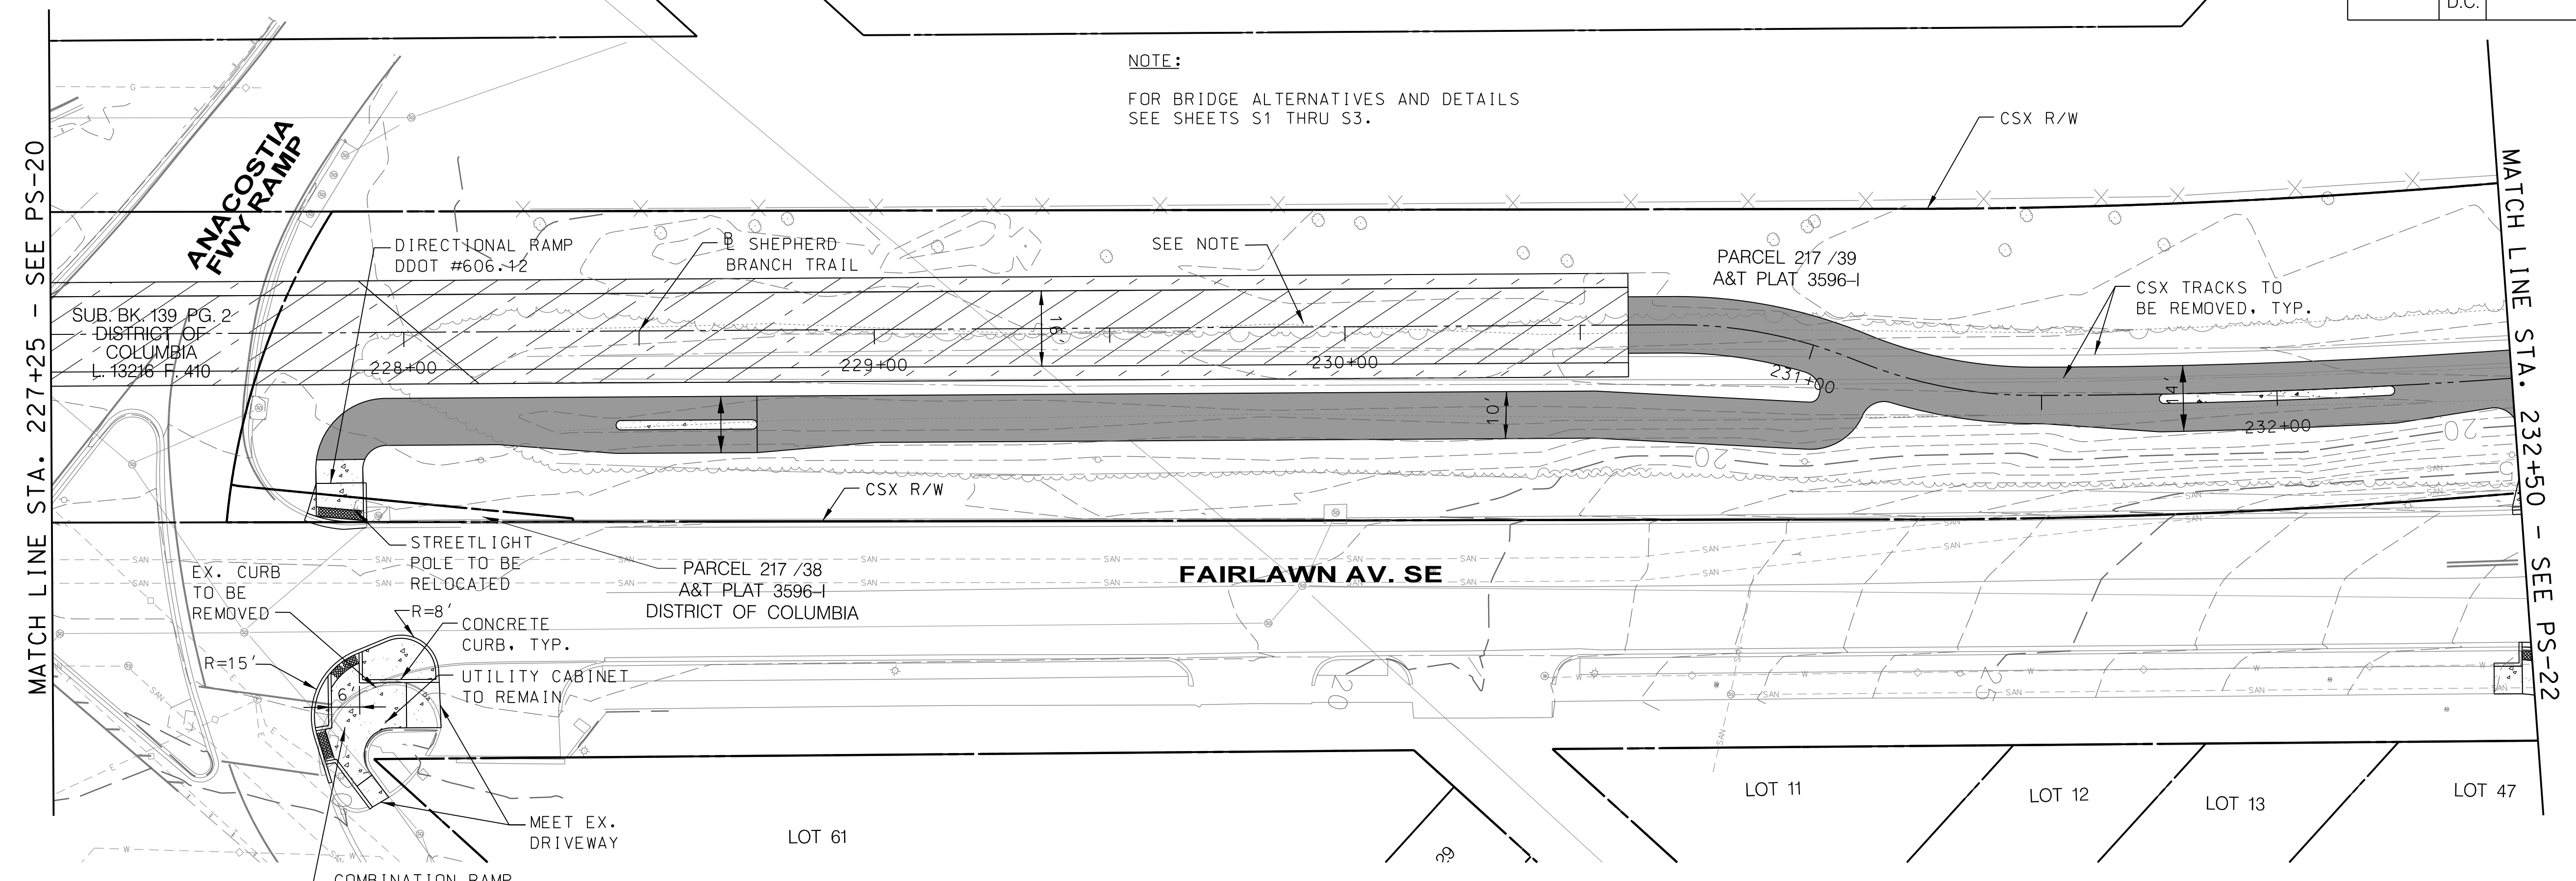 D.C.
NOTE:
FOR BRIDGE ALTERNATIVES AND DETAILS
SEE SHEETS S1 THRU S3.
CSX R/W
MATCH LINE STA. 227+25 - SEE PS-20
ANACOSTIA
FWY RAMP
DIRECTIONAL RAMP
DDOT #606.12
℄ SHEPHERD
BRANCH TRAIL
SEE NOTE
PARCEL 217 /39
A&T PLAT 3596-I
CSX TRACKS TO
BE REMOVED, TYP.
MATCH LINE STA. 232+50 - SEE PS-22
SUB. BK. 139 PG. 2
DISTRICT OF
COLUMBIA
L. 13216 F. 410
16'
228+00
229+00
230+00
231+00
14'
232+00
10'
20
20
CSX R/W
STREETLIGHT
POLE TO BE
RELOCATED
EX. CURB
TO BE
REMOVED
PARCEL 217 /38
A&T PLAT 3596-I
DISTRICT OF COLUMBIA
FAIRLAWN AV. SE
R=8'
CONCRETE
CURB, TYP.
R=15'
UTILITY CABINET
TO REMAIN
6'
20
25
MEET EX.
DRIVEWAY
LOT 61
LOT 11
LOT 12
LOT 13
LOT 47
COMBINATION RAMP